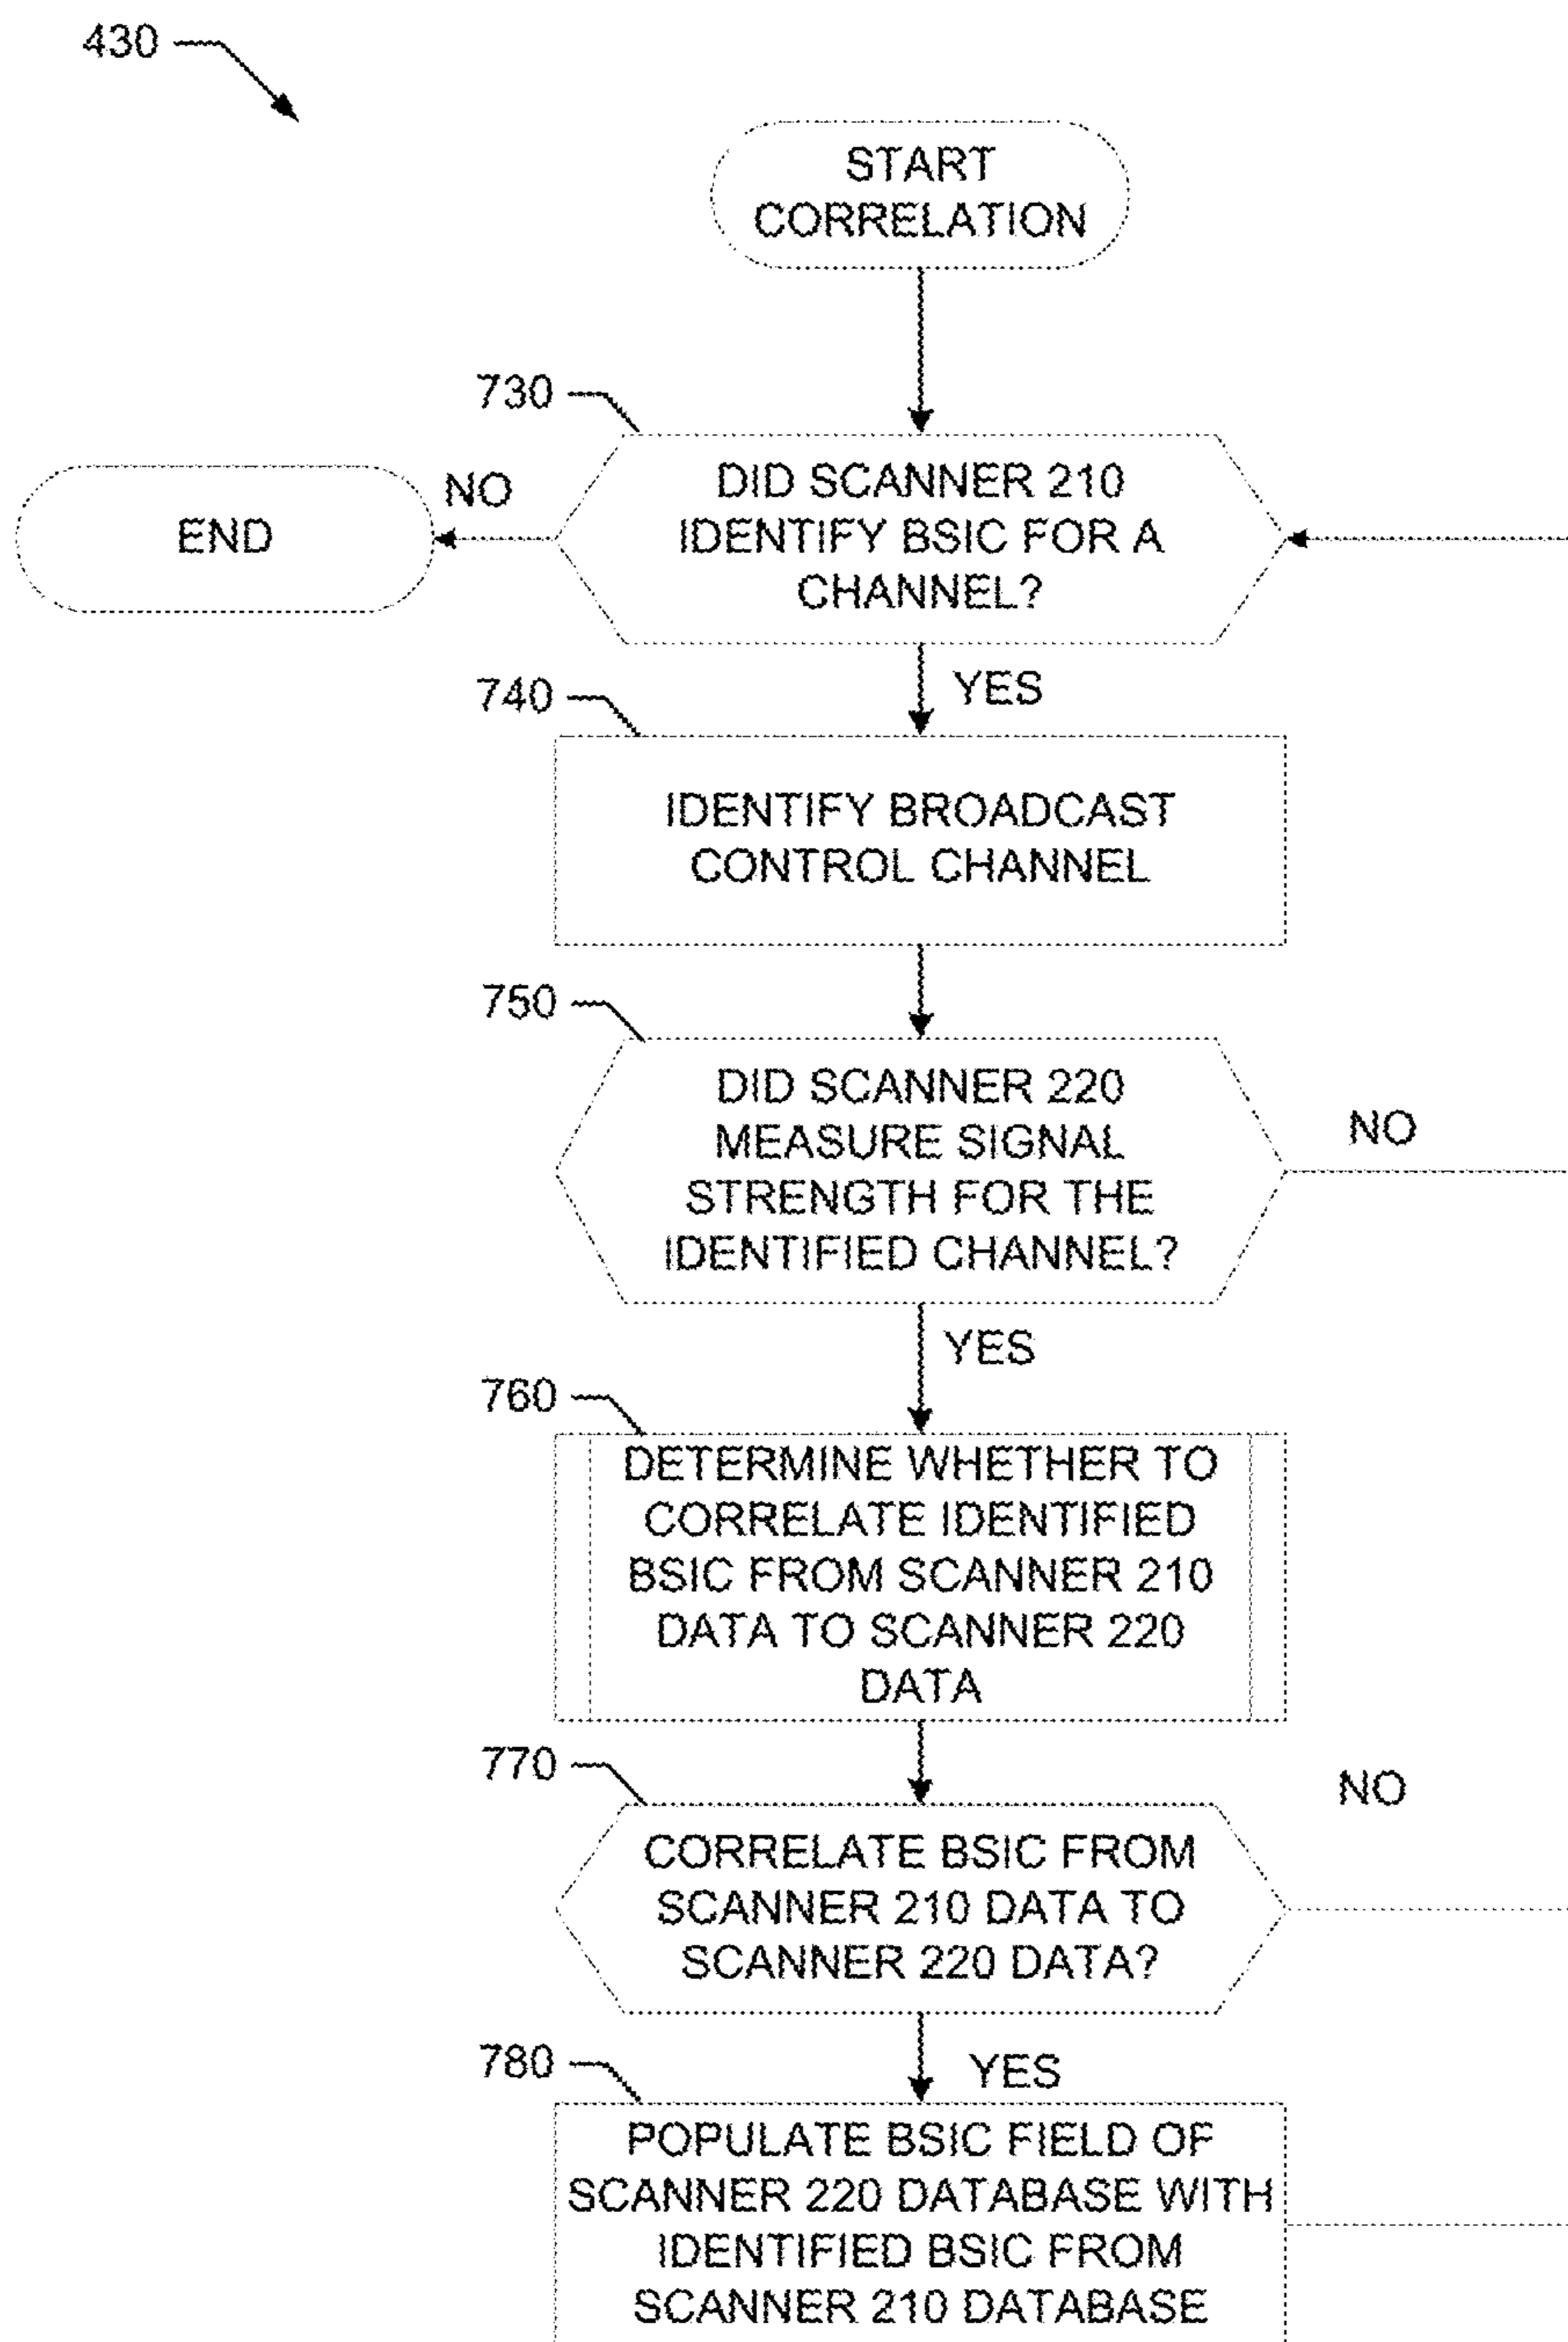 430
START
CORRELATION
730
DID SCANNER 210
IDENTIFY BSIC FOR A
CHANNEL?
NO
END
YES
740
IDENTIFY BROADCAST
CONTROL CHANNEL
750
DID SCANNER 220
MEASURE SIGNAL
STRENGTH FOR THE
IDENTIFIED CHANNEL?
NO
YES
760
DETERMINE WHETHER TO
CORRELATE IDENTIFIED
BSIC FROM SCANNER 210
DATA TO SCANNER 220
DATA
770
CORRELATE BSIC FROM
SCANNER 210 DATA TO
SCANNER 220 DATA?
NO
YES
780
POPULATE BSIC FIELD OF
SCANNER 220 DATABASE WITH
IDENTIFIED BSIC FROM
SCANNER 210 DATABASE